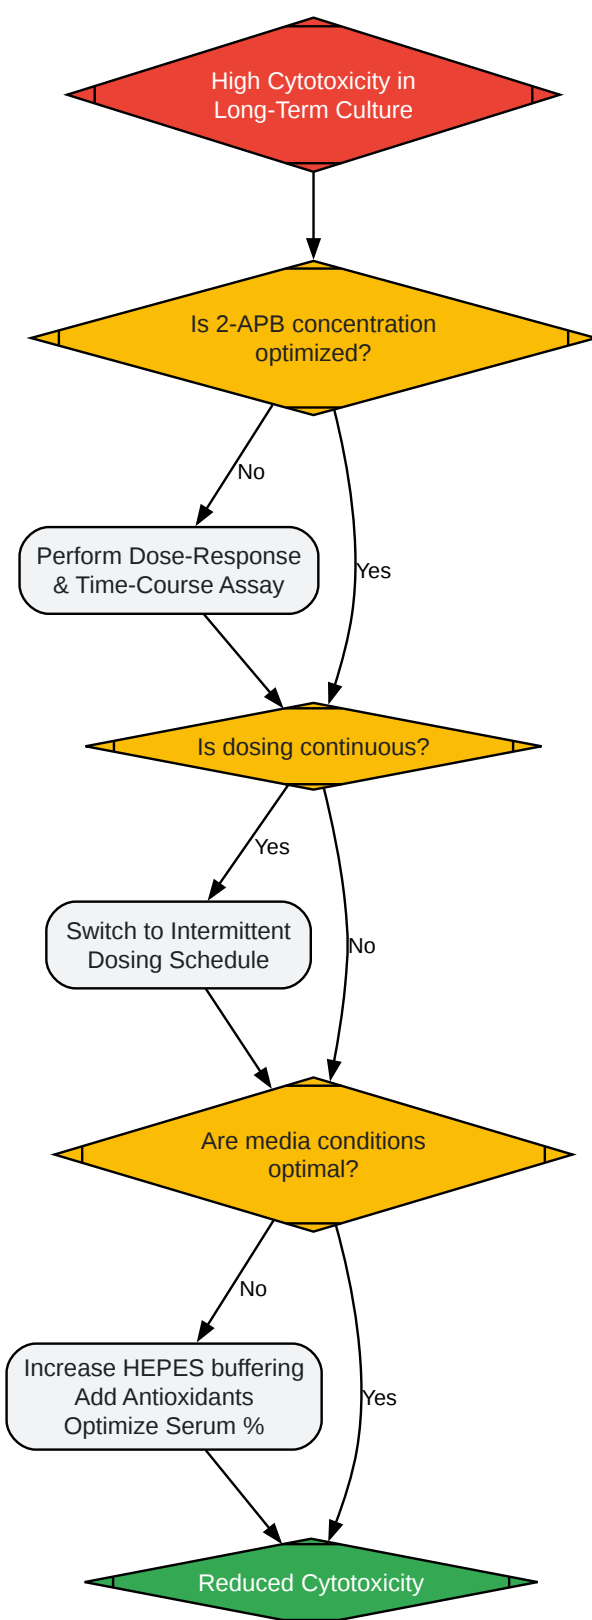 High Cytotoxicity in
Long-Term Culture
Is 2-APB concentration
optimized?
No
Perform Dose-Response
& Time-Course Assay
Yes
Is dosing continuous?
Yes
Switch to Intermittent
Dosing Schedule
No
Are media conditions
optimal?
No
Increase HEPES buffering
Add Antioxidants
Optimize Serum %
Yes
Reduced Cytotoxicity